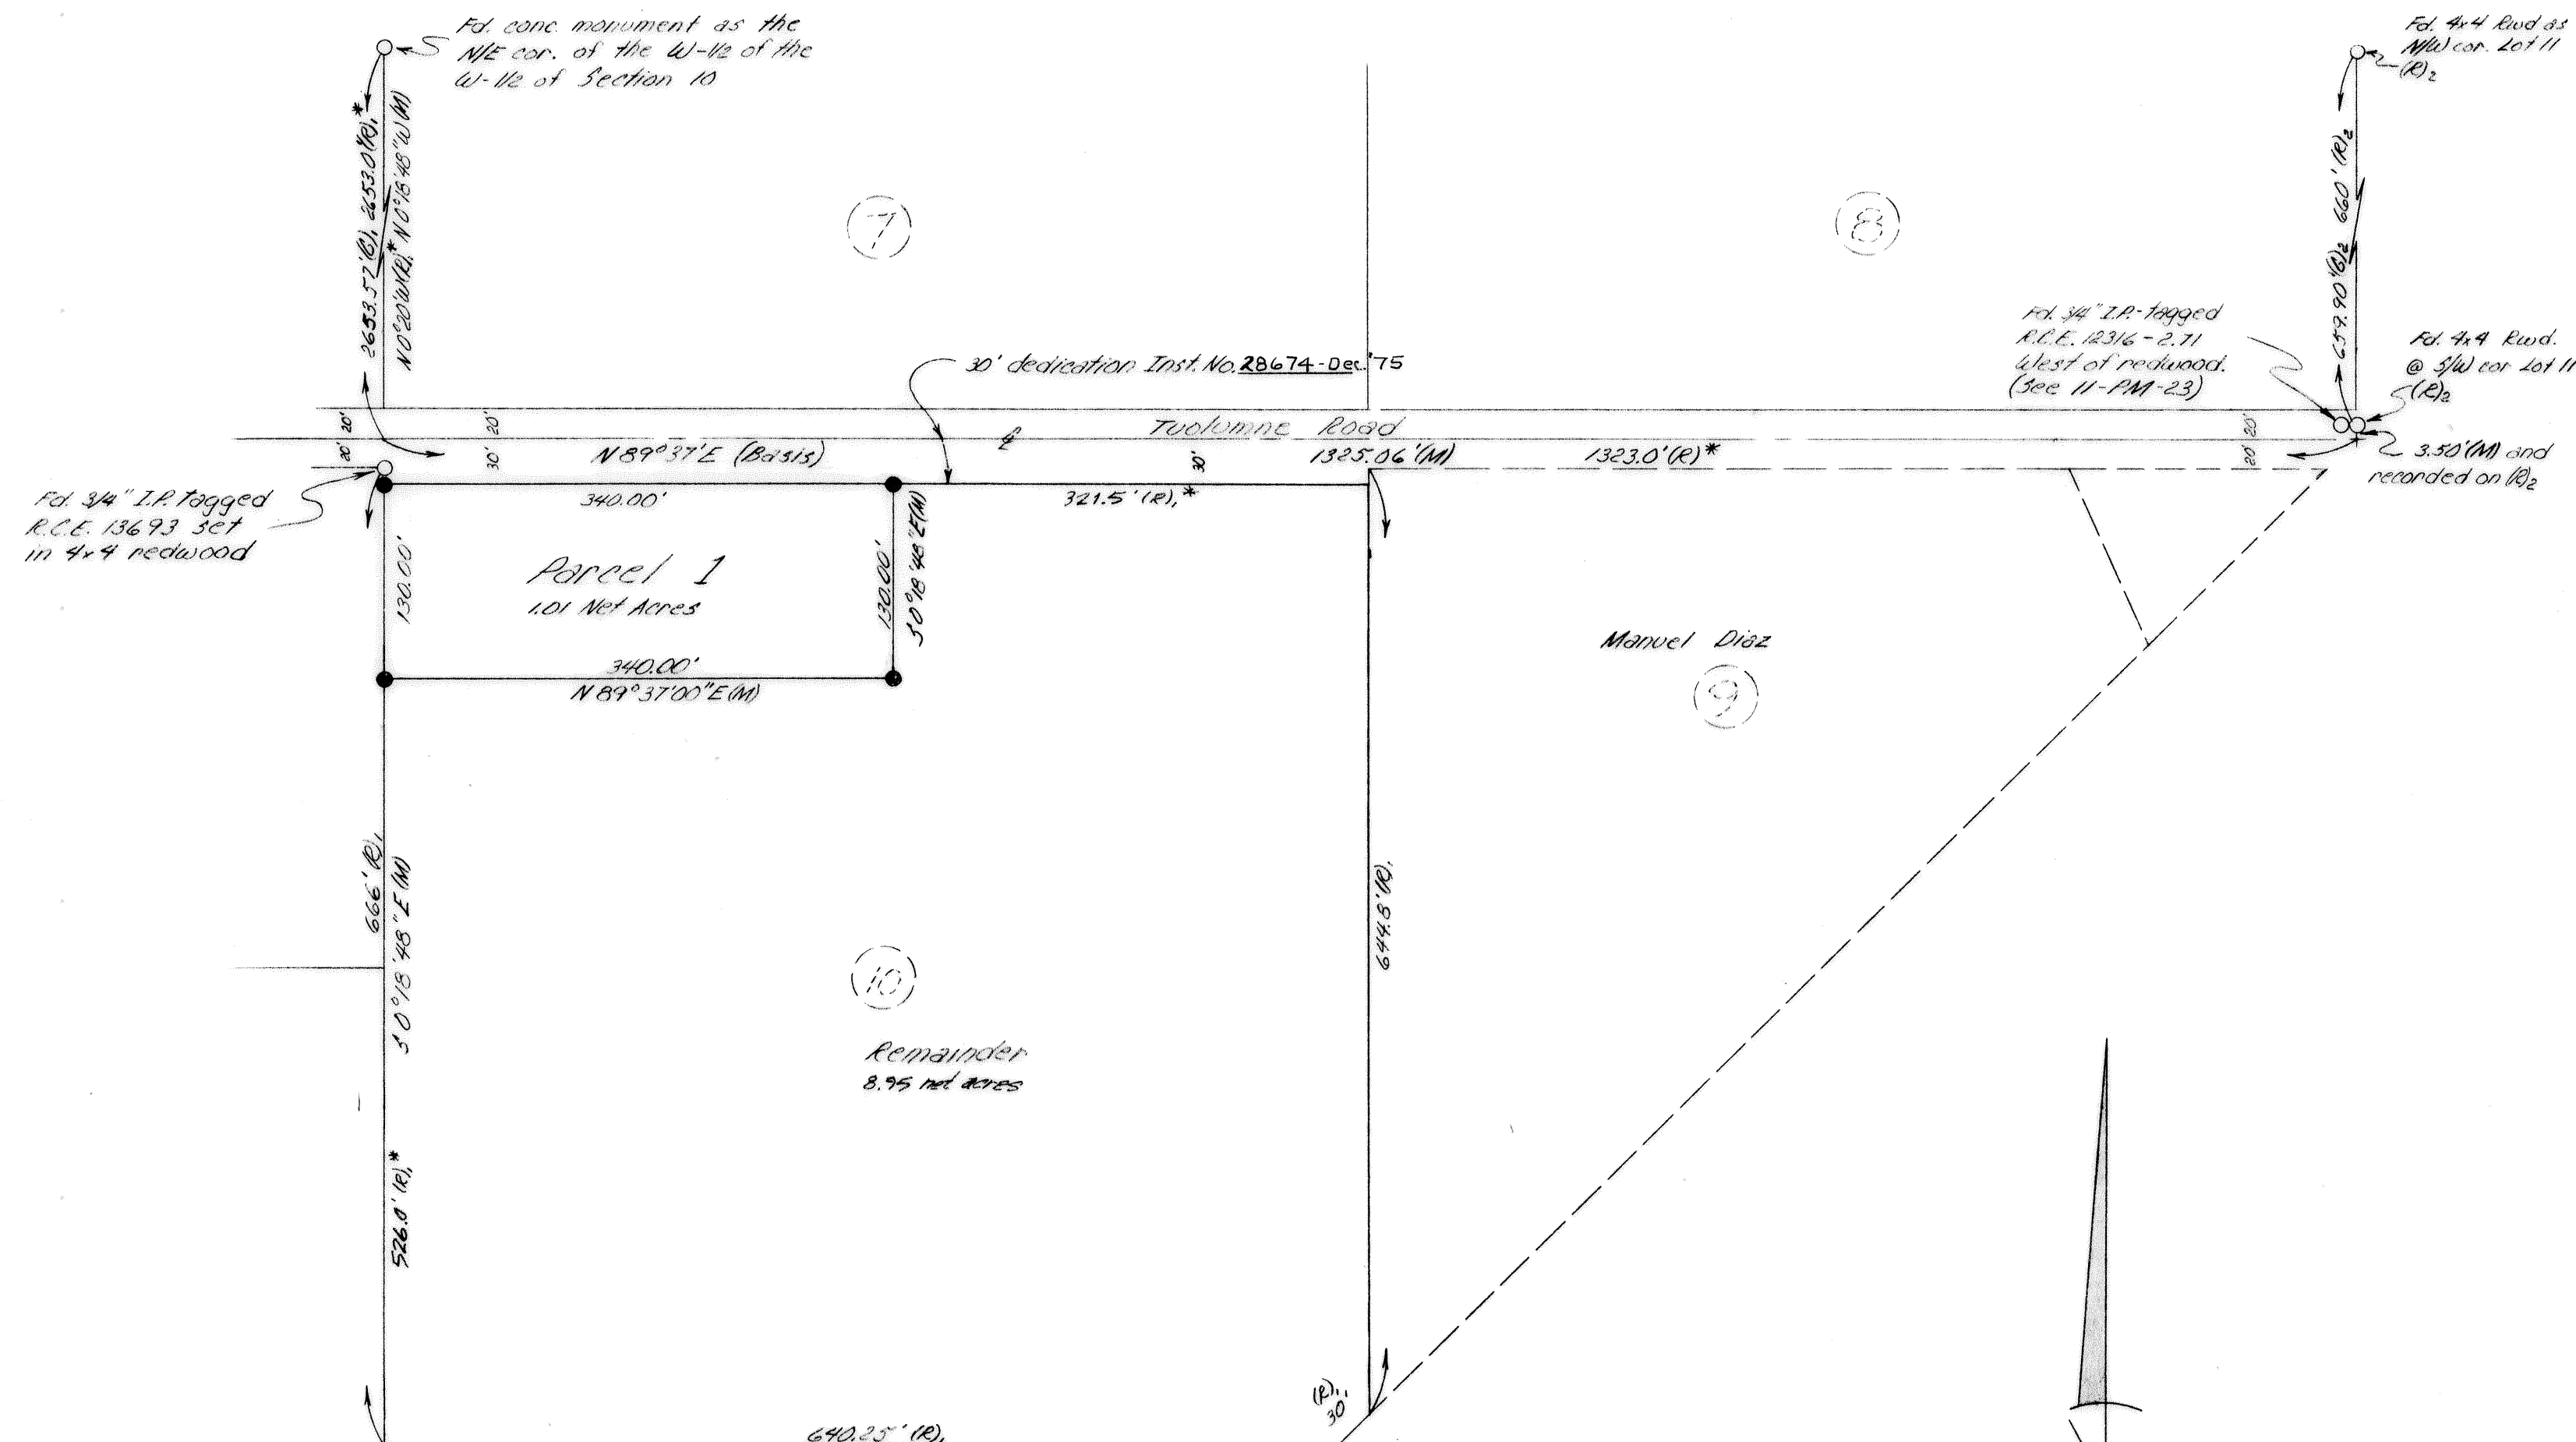 Fd. conc. monument as the
N/E cor. of the W-1/2 of the
W-1/2 of Section 10
Fd. 4x4 Rwd as
N/W cor. Lot 11
(R)2
2653.57'(C), 2653.0'(R),*
N0°20'W(R),* N0°18'48"W(M)
7
8
659.90'(C)2 660'(R)2
Fd. 3/4" I.P.-tagged
R.C.E. 12316-2.71
West of redwood.
(See 11-PM-23)
Fd. 4x4 Rwd.
@ S/W cor Lot 11
(R)2
30' dedication Inst. No. 28674-Dec.'75
20' 20'
20' 30'
Tuolumne Road
20' 20'
N 89°37'E (Basis)
30'
1325.06'(M)
1323.0'(R)*
3.50'(M) and
recorded on (R)2
Fd. 3/4" I.P. tagged
R.C.E. 13693 set
in 4x4 redwood
340.00'
321.5'(R),*
130.00'
Parcel 1
1.01 Net Acres
130.00'
S0°18'48"E(M)
340.00'
N 89°37'00"E(M)
Manuel Diaz
9
666'(R),
S0°18'48"E(M)
644.8'(R),
10
Remainder
8.95 net acres
526.0'(R),*
(R),,
30'
640.25'(R),